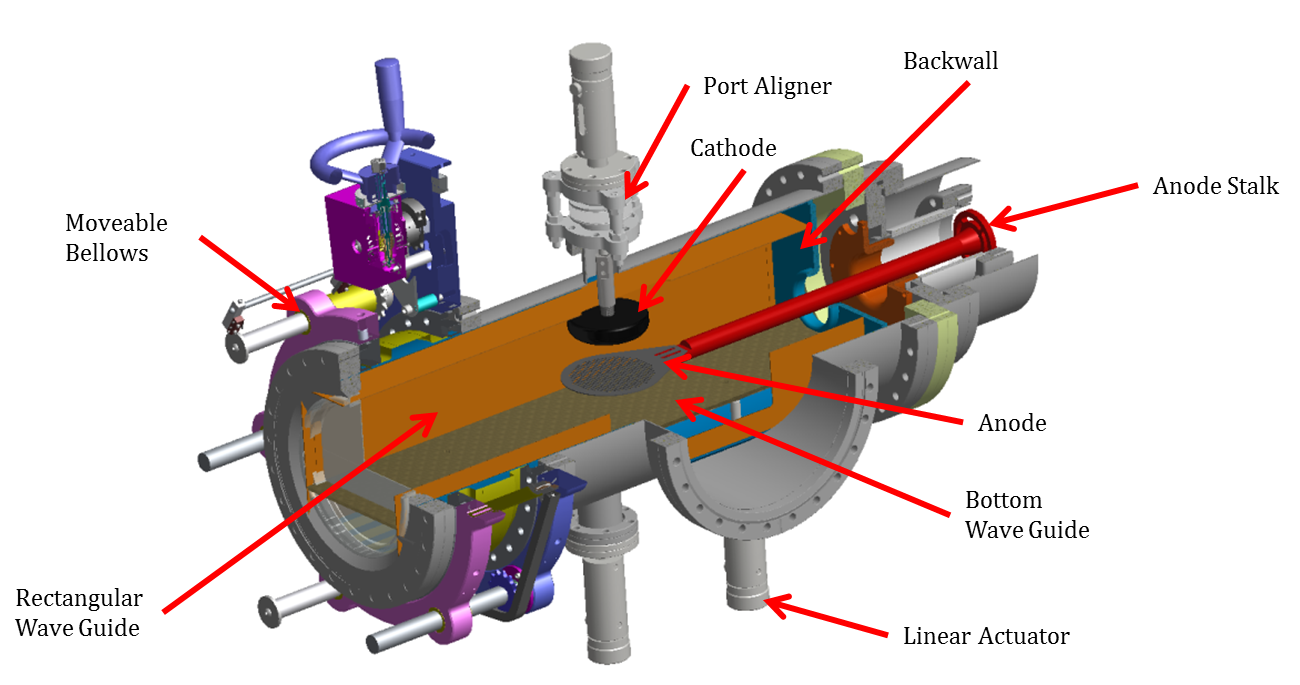 Backwall
Port Aligner
Cathode
Anode Stalk
Moveable
Bellows
Anode
Bottom
Wave Guide
Rectangular
Wave Guide
Linear Actuator